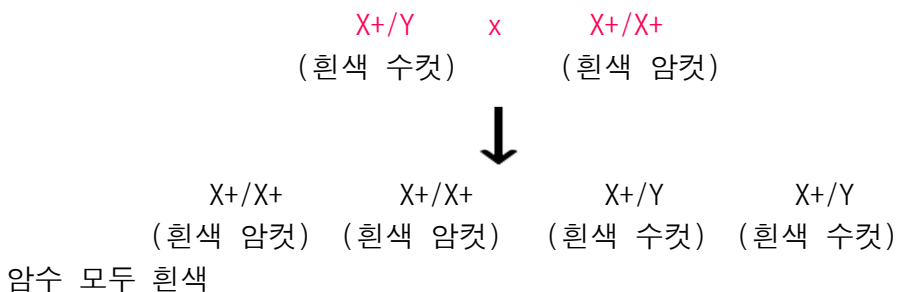 X+/Y x X+/X+
(흰색 수컷) (흰색 암컷)
X+/X+ X+/X+ X+/Y X+/Y
(흰색 암컷) (흰색 암컷) (흰색 수컷) (흰색 수컷)
암수 모두 흰색